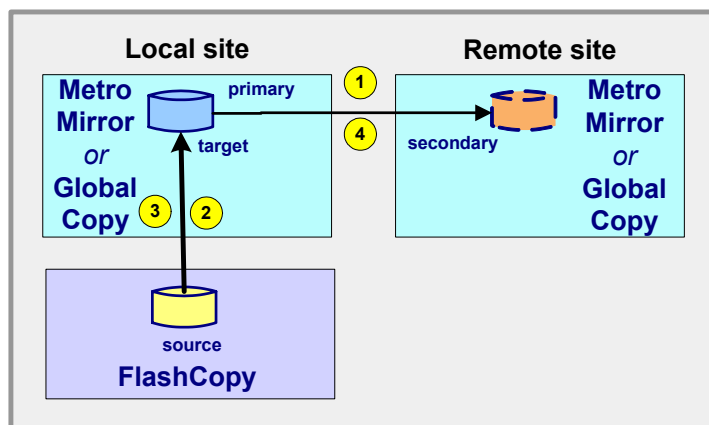 Local site
Remote site
Metro
Mirror
or
Global
Copy
primary
target
1
4
secondary
Metro
Mirror
or
Global
Copy
3
2
source
FlashCopy